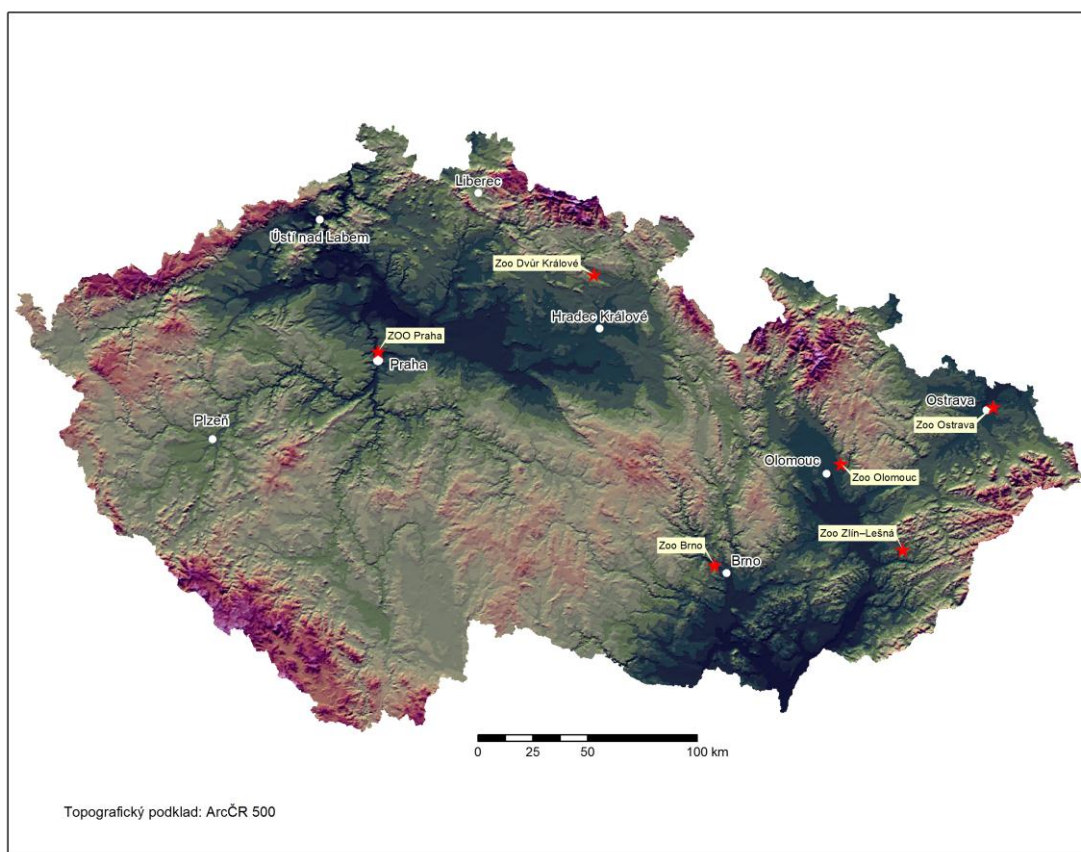 Liberec
Ústí nad Labem
Zoo Dvůr Králové
Hradec Králové
ZOO Praha
Praha
Plzeň
Ostrava
Zoo Ostrava
Olomouc
Zoo Olomouc
Zoo Zlín–Lešná
Zoo Brno
Brno
0 25 50 100 km
Topografický podklad: ArcČR 500